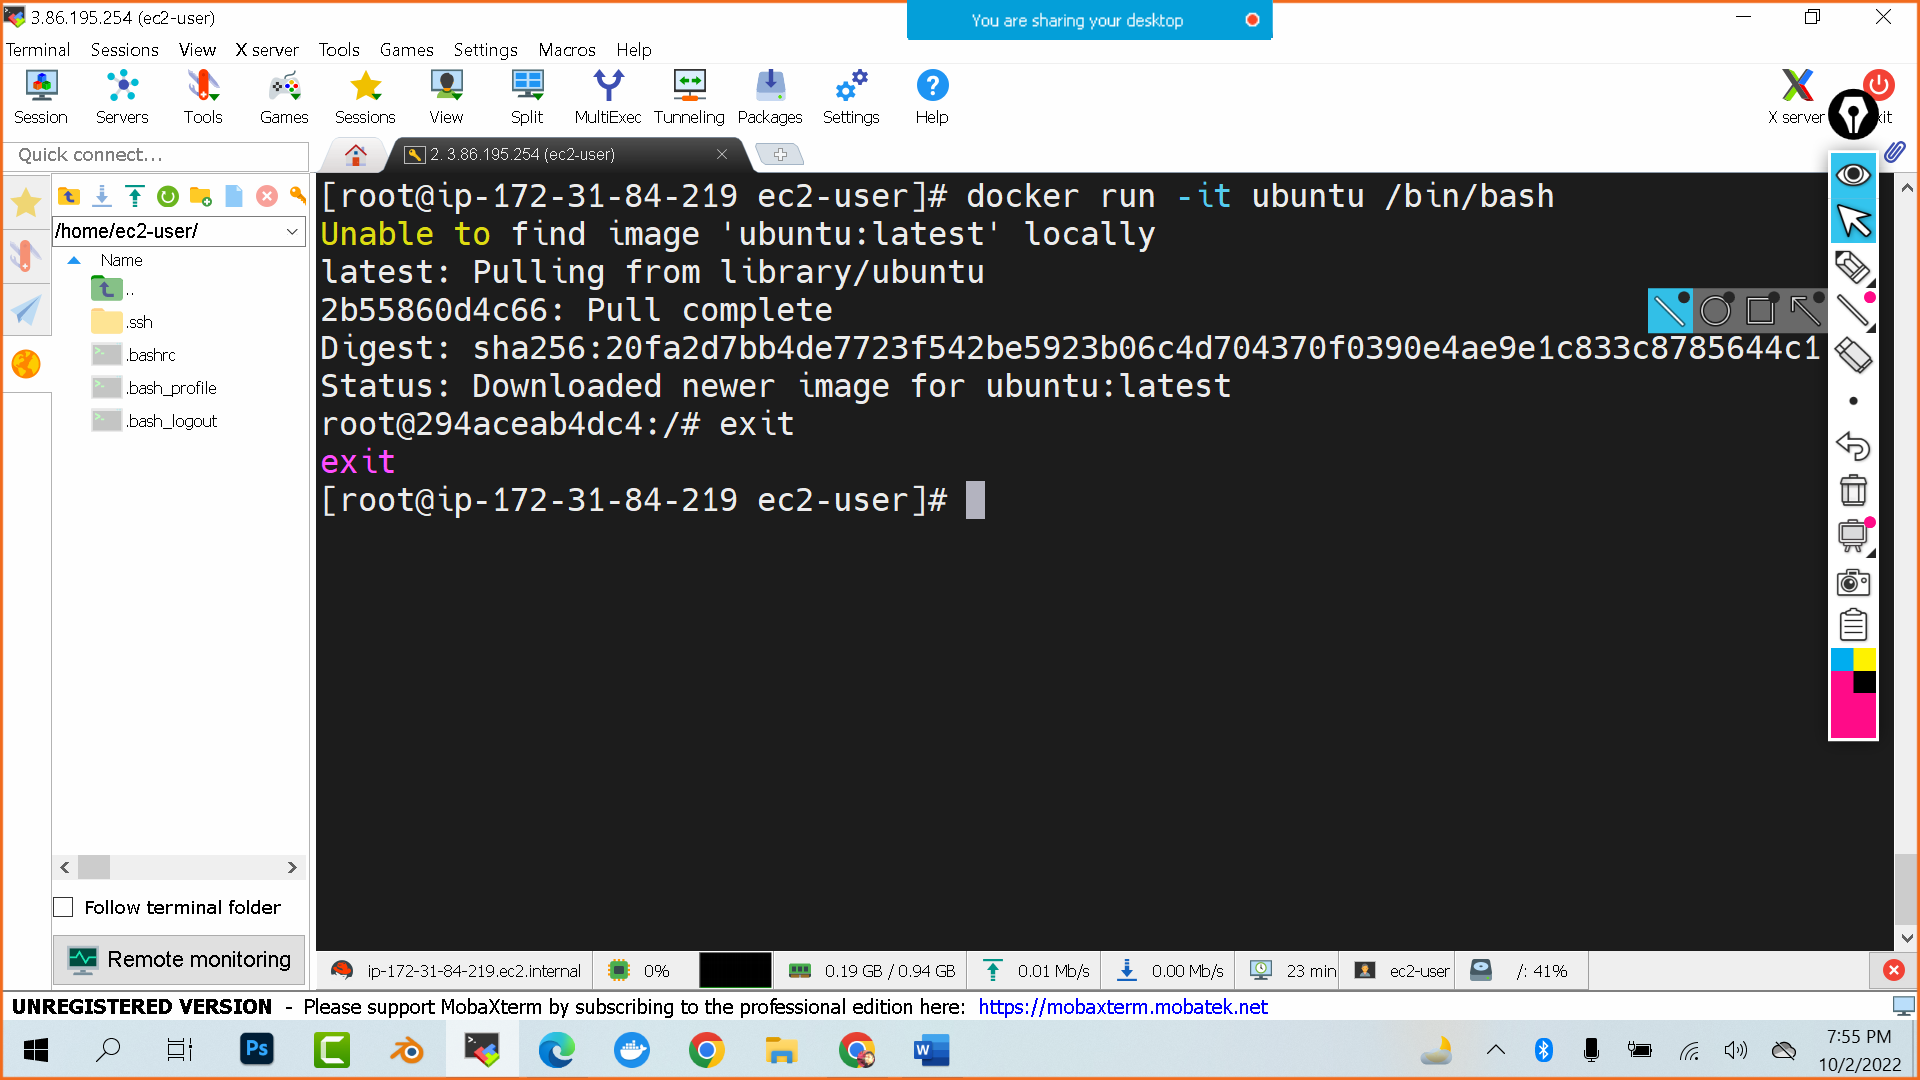 3.86.195.254 (ec2-user)
You are sharing your desktop
Terminal Sessions View X server Tools Games Settings Macros Help
Session Servers Tools Games Sessions View Split MultiExec Tunneling Packages Settings Help
X server
Quick connect...
2. 3.86.195.254 (ec2-user)
/home/ec2-user/
Name
..
.ssh
.bashrc
.bash_profile
.bash_logout
[root@ip-172-31-84-219 ec2-user]# docker run -it ubuntu /bin/bash
Unable to find image 'ubuntu:latest' locally
latest: Pulling from library/ubuntu
2b55860d4c66: Pull complete
Digest: sha256:20fa2d7bb4de7723f542be5923b06c4d704370f0390e4ae9e1c833c8785644c1
Status: Downloaded newer image for ubuntu:latest
root@294aceab4dc4:/# exit
exit
[root@ip-172-31-84-219 ec2-user]#
Follow terminal folder
Remote monitoring
ip-172-31-84-219.ec2.internal 0% 0.19 GB / 0.94 GB 0.01 Mb/s 0.00 Mb/s 23 min ec2-user /: 41%
UNREGISTERED VERSION - Please support MobaXterm by subscribing to the professional edition here: https://mobaxterm.mobatek.net
Ps
W
7:55 PM
10/2/2022